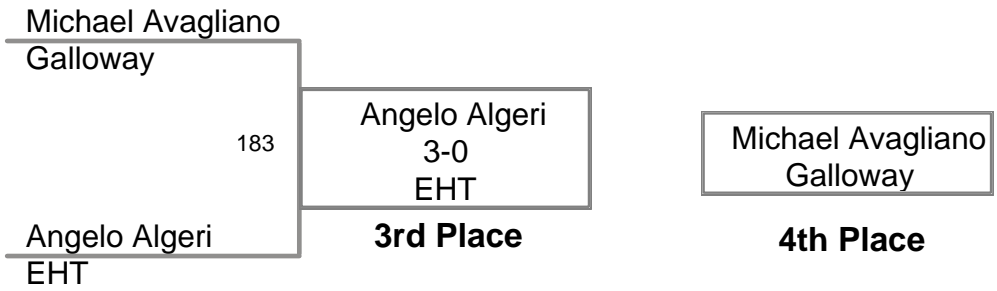 Michael Avagliano
Galloway
183
Angelo Algeri
EHT
Angelo Algeri
3-0
EHT
3rd Place
Michael Avagliano
Galloway
4th Place